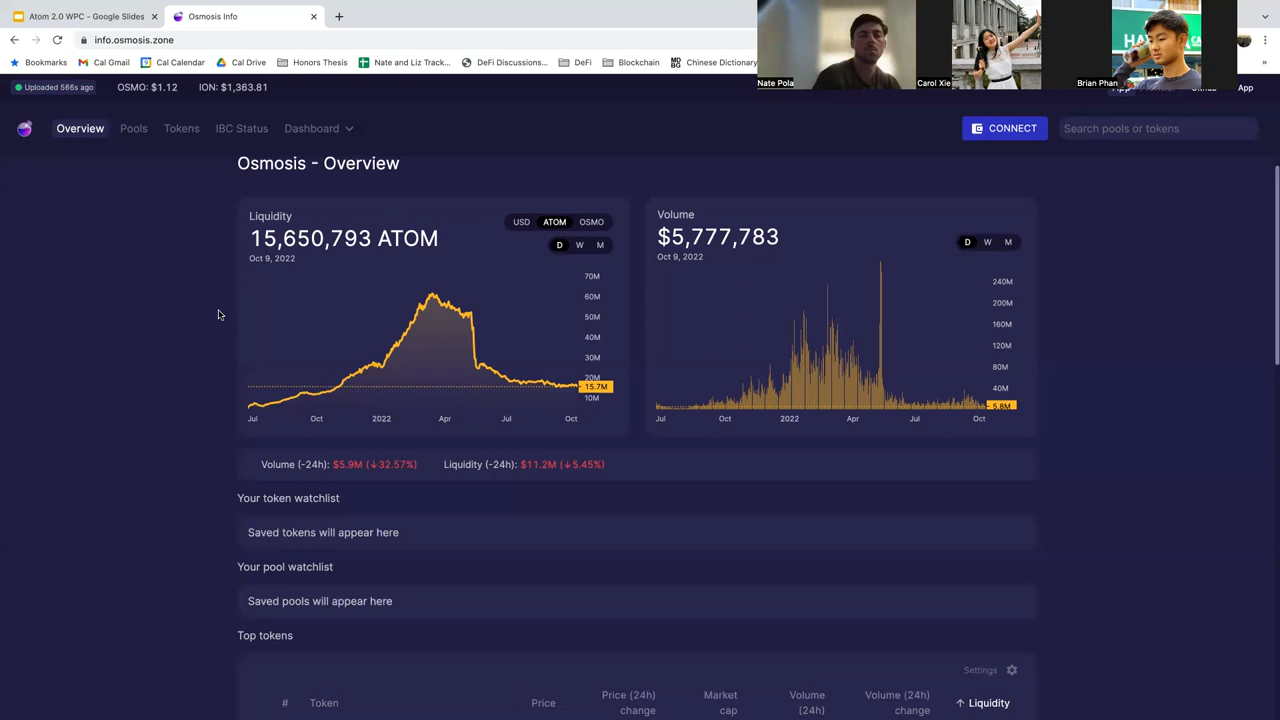 Atom 2.0 WPC - Google Slides
Osmosis Info
info.osmosis.zone
Bookmarks
Cal Gmail
Cal Calendar
Cal Drive
Honors Thesis
Nate and Liz Track...
DeFi Discussions...
DeFi
Blockchain
Chinese Dictionary
Nate Pola
Carol Xie
Brian Phan
Uploaded 566s ago
OSMO: $1.12
ION: $1,363.81
App
Overview
Pools
Tokens
IBC Status
Dashboard
CONNECT
Search pools or tokens
Osmosis - Overview
Liquidity
USD ATOM OSMO
15,650,793 ATOM
D W M
Oct 9, 2022
70M
60M
50M
40M
30M
20M
15.7M
10M
Jul Oct 2022 Apr Jul Oct
Volume
$5,777,783
D W M
Oct 9, 2022
240M
200M
160M
120M
80M
40M
5.8M
Jul Oct 2022 Apr Jul Oct
Volume (-24h): $5.9M (↓32.57%)
Liquidity (-24h): $11.2M (↓5.45%)
Your token watchlist
Saved tokens will appear here
Your pool watchlist
Saved pools will appear here
Top tokens
Settings
# Token Price Price (24h) change Market cap Volume (24h) Volume (24h) change ↑ Liquidity